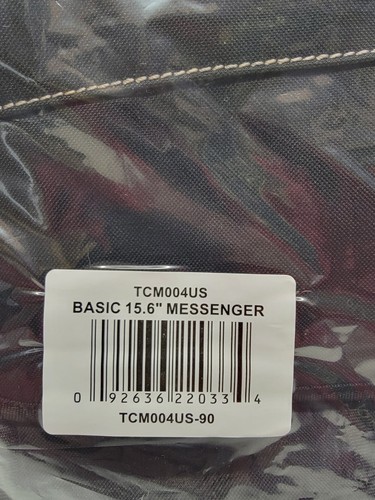 TCM004US
BASIC 15.6" MESSENGER
0 92636 22033 4
TCM004US-90